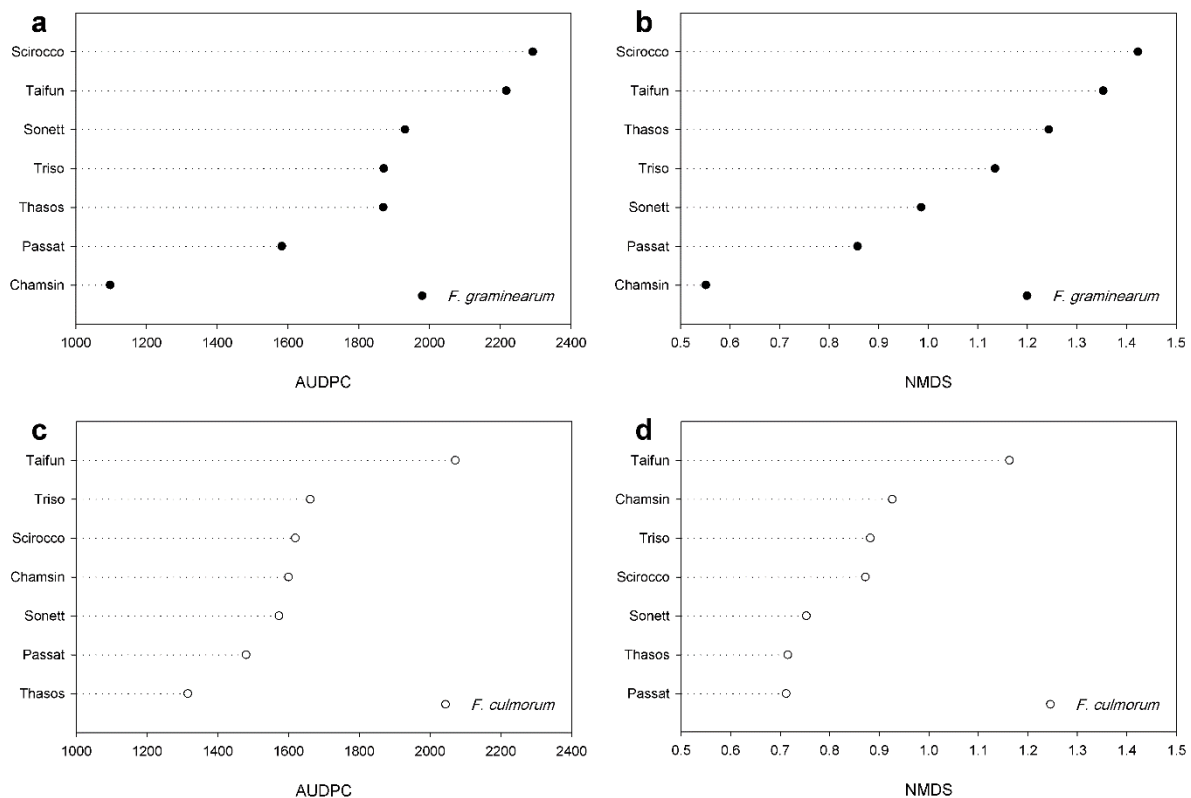 a
Scirocco
Taifun
Sonett
Triso
Thasos
Passat
Chamsin
F. graminearum
1000 1200 1400 1600 1800 2000 2200 2400
AUDPC
b
Scirocco
Taifun
Thasos
Triso
Sonett
Passat
Chamsin
F. graminearum
0.5 0.6 0.7 0.8 0.9 1.0 1.1 1.2 1.3 1.4 1.5
NMDS
c
Taifun
Triso
Scirocco
Chamsin
Sonett
Passat
Thasos
F. culmorum
1000 1200 1400 1600 1800 2000 2200 2400
AUDPC
d
Taifun
Chamsin
Triso
Scirocco
Sonett
Thasos
Passat
F. culmorum
0.5 0.6 0.7 0.8 0.9 1.0 1.1 1.2 1.3 1.4 1.5
NMDS